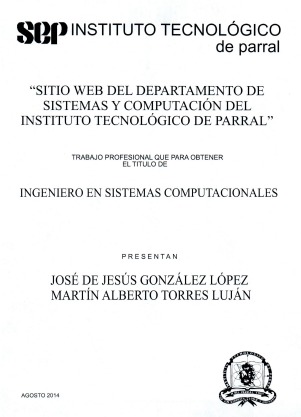 SEP INSTITUTO TECNOLÓGICO
de parral
“SITIO WEB DEL DEPARTAMENTO DE
SISTEMAS Y COMPUTACIÓN DEL
INSTITUTO TECNOLÓGICO DE PARRAL”
TRABAJO PROFESIONAL QUE PARA OBTENER
EL TITULO DE
INGENIERO EN SISTEMAS COMPUTACIONALES
PRESENTAN
JOSÉ DE JESÚS GONZÁLEZ LÓPEZ
MARTÍN ALBERTO TORRES LUJÁN
AGOSTO 2014